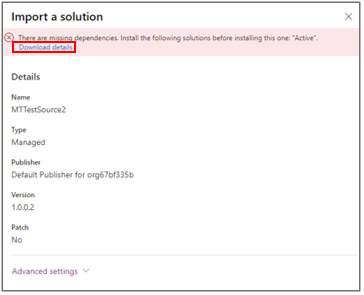 Import a solution
There are missing dependencies. Install the following solutions before installing this one: "Active".
Download details
Details
Name
MTTestSource2
Type
Managed
Publisher
Default Publisher for org67bf335b
Version
1.0.0.2
Patch
No
Advanced settings